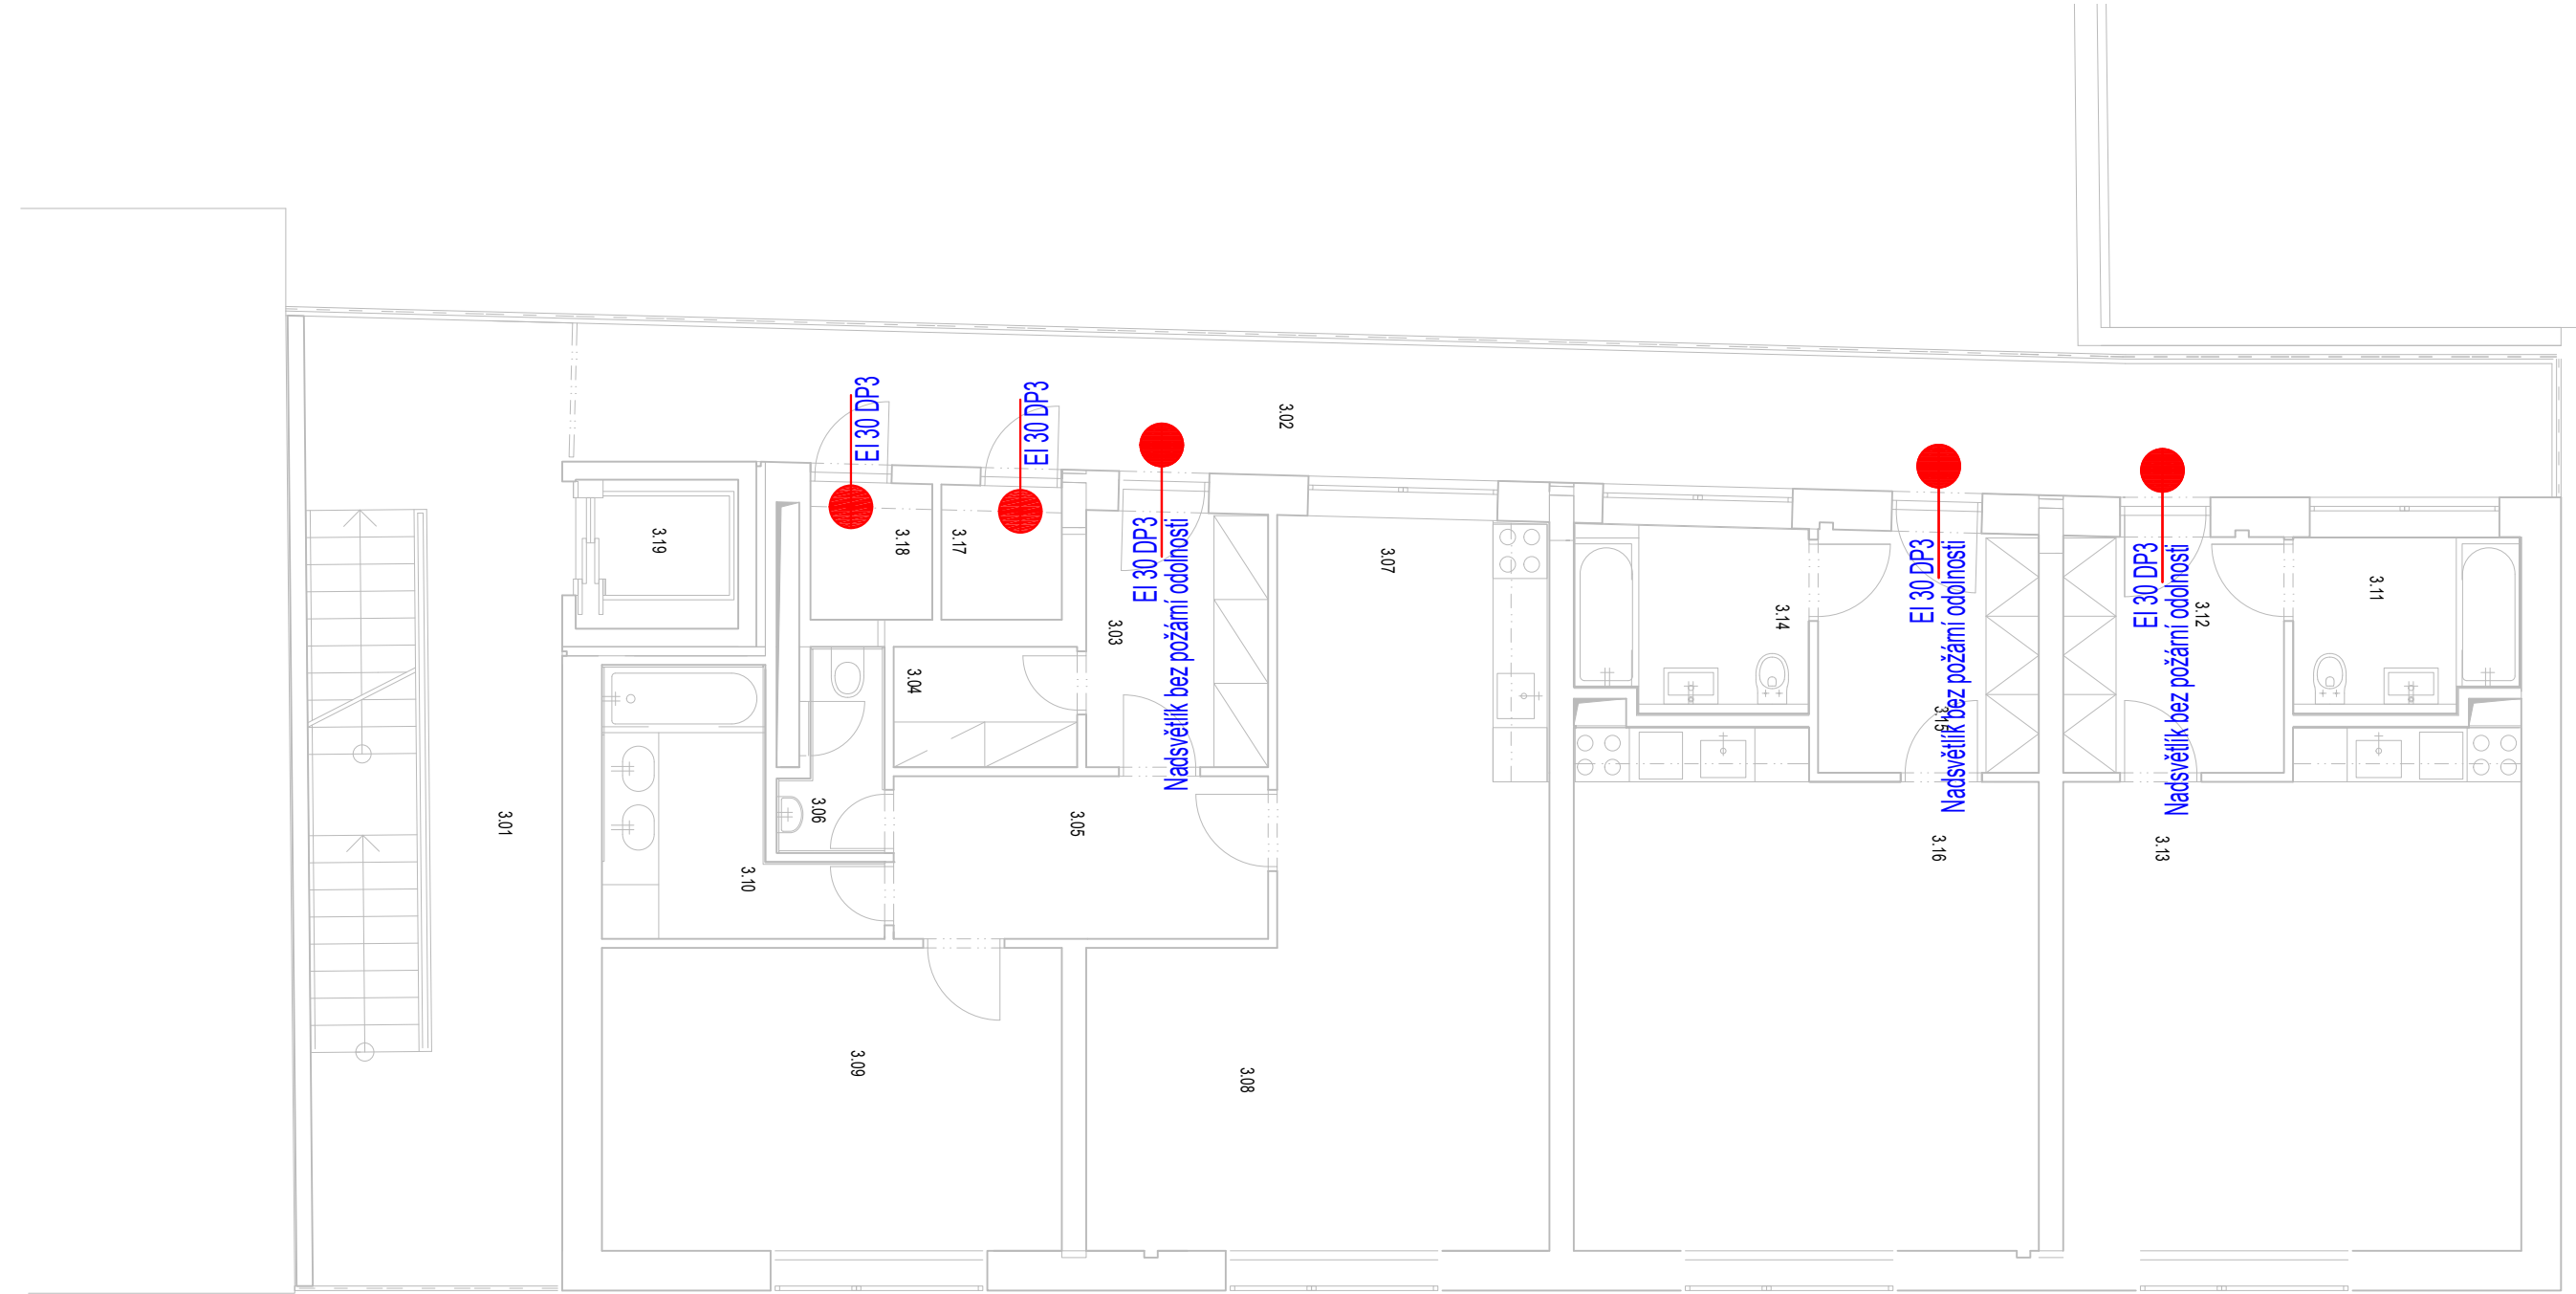 EI 30 DP3
EI 30 DP3
3.02
EI 30 DP3
Nadsvětlík bez požární odolnosti
EI 30 DP3
Nadsvětlík bez požární odolnosti
EI 30 DP3
Nadsvětlík bez požární odolnosti
3.19
3.18
3.17
3.07
3.11
3.12
3.14
3.03
3.04
3.15
3.01
3.06
3.05
3.16
3.13
3.10
3.09
3.08